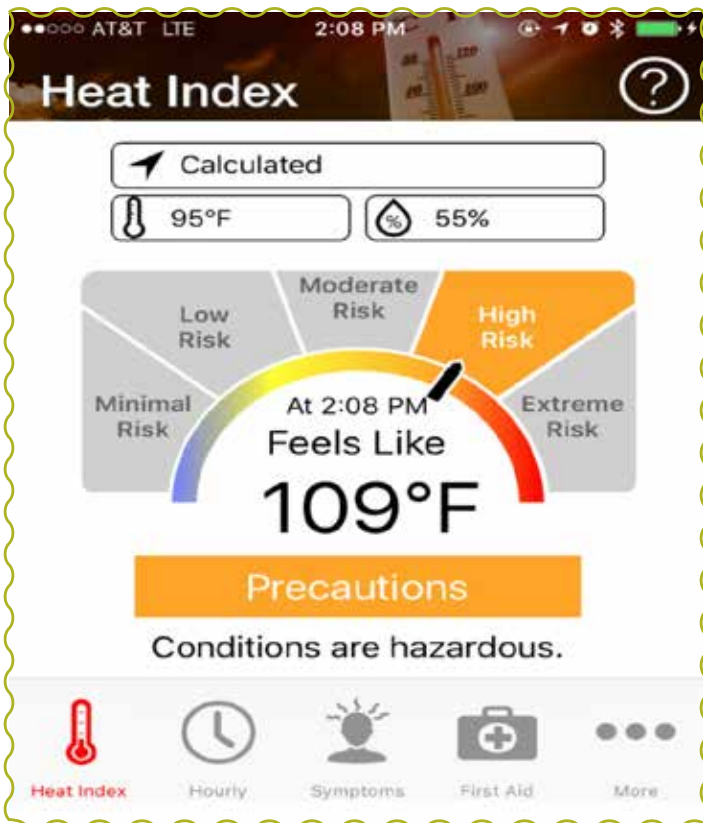 AT&T LTE 2:08 PM
Heat Index ?
Calculated
95°F % 55%
Moderate
Risk
Low
Risk
High
Risk
Minimal
Risk
Extreme
Risk
At 2:08 PM
Feels Like
109°F
Precautions
Conditions are hazardous.
Heat Index Hourly Symptoms First Aid More